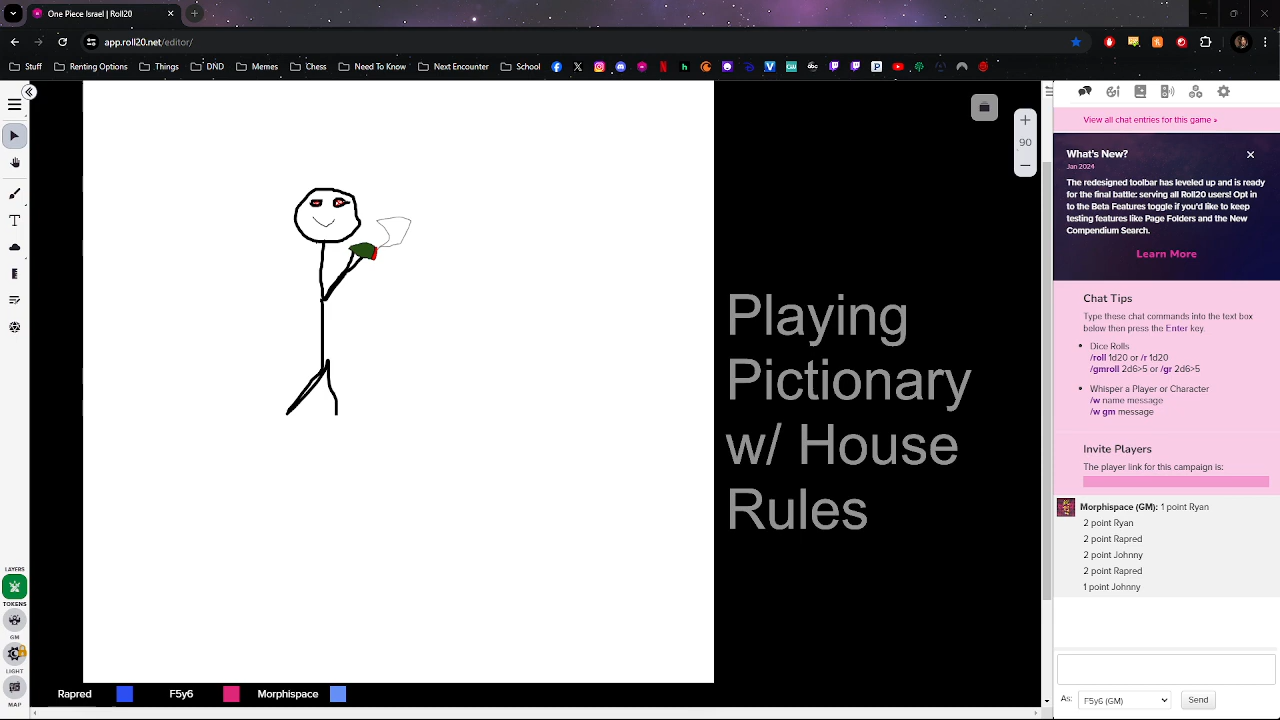 One Piece Israel | Roll20
app.roll20.net/editor/
Stuff
Renting Options
Things
DND
Memes
Chess
Need To Know
Next Encounter
School
View all chat entries for this game »
What's New?
Jan 2024
The redesigned toolbar has leveled up and is ready
for the final battle: serving all Roll20 users! Opt in
to the Beta Features toggle if you'd like to keep
testing features like Page Folders and the New
Compendium Search.
Learn More
90
Chat Tips
Type these chat commands into the text box
below then press the Enter key.
Dice Rolls
/roll 1d20 or /r 1d20
/gmroll 2d6>5 or /gr 2d6>5
Whisper a Player or Character
/w name message
/w gm message
Invite Players
The player link for this campaign is:
Morphispace (GM): 1 point Ryan
2 point Ryan
2 point Rapred
2 point Johnny
2 point Rapred
1 point Johnny
Playing
Pictionary
w/ House
Rules
LAYERS
TOKENS
GM
LIGHT
MAP
Rapred
F5y6
Morphispace
As:
F5y6 (GM)
Send